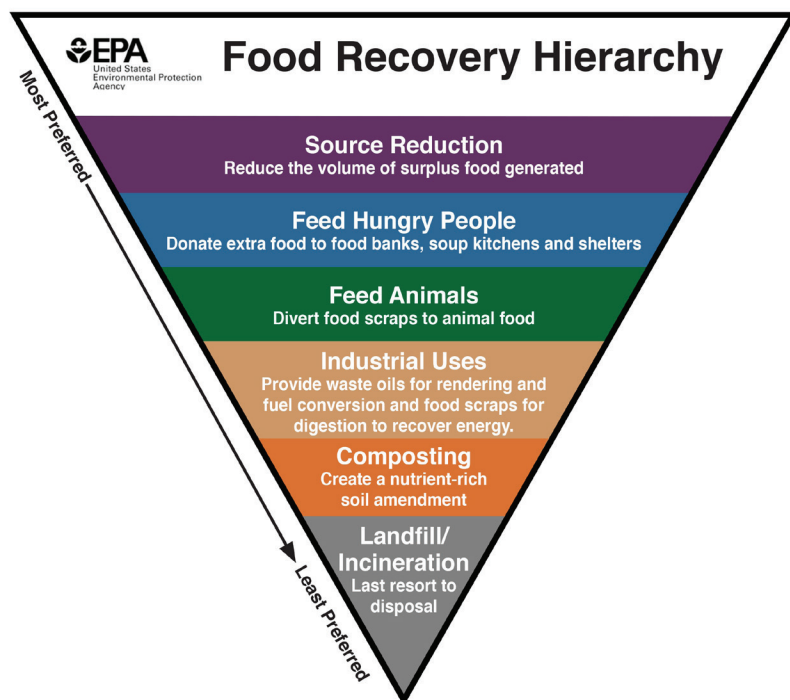 EPA
United States
Environmental Protection
Agency
Food Recovery Hierarchy
Most Preferred
Source Reduction
Reduce the volume of surplus food generated
Feed Hungry People
Donate extra food to food banks, soup kitchens and shelters
Feed Animals
Divert food scraps to animal food
Industrial Uses
Provide waste oils for rendering and
fuel conversion and food scraps for
digestion to recover energy.
Composting
Create a nutrient-rich
soil amendment
Landfill/
Incineration
Last resort to
disposal
Least Preferred